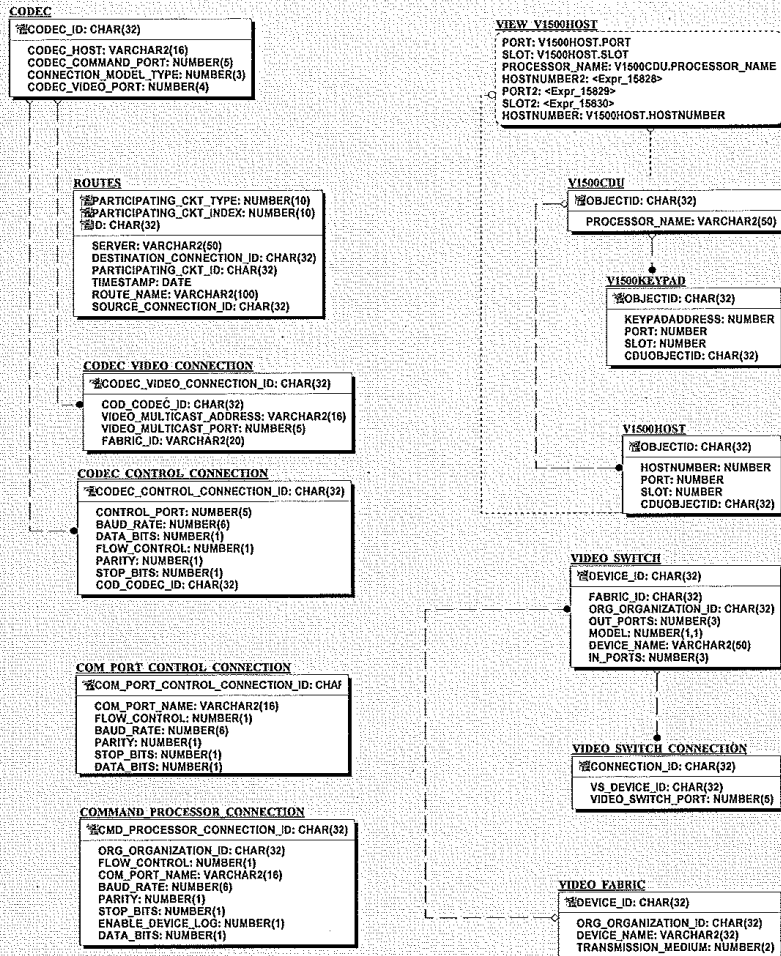 CODEC
CODEC_ID: CHAR(32)
CODEC_HOST: VARCHAR2(16)
CODEC_COMMAND_PORT: NUMBER(5)
CONNECTION_MODEL_TYPE: NUMBER(3)
CODEC_VIDEO_PORT: NUMBER(4)
ROUTES
PARTICIPATING_CKT_TYPE: NUMBER(10)
PARTICIPATING_CKT_INDEX: NUMBER(10)
ID: CHAR(32)
SERVER: VARCHAR2(50)
DESTINATION_CONNECTION_ID: CHAR(32)
PARTICIPATING_CKT_ID: CHAR(32)
TIMESTAMP: DATE
ROUTE_NAME: VARCHAR2(100)
SOURCE_CONNECTION_ID: CHAR(32)
CODEC VIDEO CONNECTION
CODEC_VIDEO_CONNECTION_ID: CHAR(32)
COD_CODEC_ID: CHAR(32)
VIDEO_MULTICAST_ADDRESS: VARCHAR2(16)
VIDEO_MULTICAST_PORT: NUMBER(5)
FABRIC_ID: VARCHAR2(20)
CODEC CONTROL CONNECTION
CODEC_CONTROL_CONNECTION_ID: CHAR(32)
CONTROL_PORT: NUMBER(5)
BAUD_RATE: NUMBER(6)
DATA_BITS: NUMBER(1)
FLOW_CONTROL: NUMBER(1)
PARITY: NUMBER(1)
STOP_BITS: NUMBER(1)
COD_CODEC_ID: CHAR(32)
COM PORT CONTROL CONNECTION
COM_PORT_CONTROL_CONNECTION_ID: CHAF
COM_PORT_NAME: VARCHAR2(16)
FLOW_CONTROL: NUMBER(1)
BAUD_RATE: NUMBER(6)
PARITY: NUMBER(1)
STOP_BITS: NUMBER(1)
DATA_BITS: NUMBER(1)
COMMAND PROCESSOR CONNECTION
CMD_PROCESSOR_CONNECTION_ID: CHAR(32)
ORG_ORGANIZATION_ID: CHAR(32)
FLOW_CONTROL: NUMBER(1)
COM_PORT_NAME: VARCHAR2(16)
BAUD_RATE: NUMBER(6)
PARITY: NUMBER(1)
STOP_BITS: NUMBER(1)
ENABLE_DEVICE_LOG: NUMBER(1)
DATA_BITS: NUMBER(1)
VIEW V1500HOST
PORT: V1500HOST.PORT
SLOT: V1500HOST.SLOT
PROCESSOR_NAME: V1500CDU.PROCESSOR_NAME
HOSTNUMBER2: <Expr_15828>
PORT2: <Expr_15829>
SLOT2: <Expr_15830>
HOSTNUMBER: V1500HOST.HOSTNUMBER
V1500CDU
OBJECTID: CHAR(32)
PROCESSOR_NAME: VARCHAR2(50)
V1500KEYPAD
OBJECTID: CHAR(32)
KEYPADADDRESS: NUMBER
PORT: NUMBER
SLOT: NUMBER
CDUOBJECTID: CHAR(32)
V1500HOST
OBJECTID: CHAR(32)
HOSTNUMBER: NUMBER
PORT: NUMBER
SLOT: NUMBER
CDUOBJECTID: CHAR(32)
VIDEO SWITCH
DEVICE_ID: CHAR(32)
FABRIC_ID: CHAR(32)
ORG_ORGANIZATION_ID: CHAR(32)
OUT_PORTS: NUMBER(3)
MODEL: NUMBER(1,1)
DEVICE_NAME: VARCHAR2(50)
IN_PORTS: NUMBER(3)
VIDEO SWITCH CONNECTION
CONNECTION_ID: CHAR(32)
VS_DEVICE_ID: CHAR(32)
VIDEO_SWITCH_PORT: NUMBER(5)
VIDEO FABRIC
DEVICE_ID: CHAR(32)
ORG_ORGANIZATION_ID: CHAR(32)
DEVICE_NAME: VARCHAR2(32)
TRANSMISSION_MEDIUM: NUMBER(2)